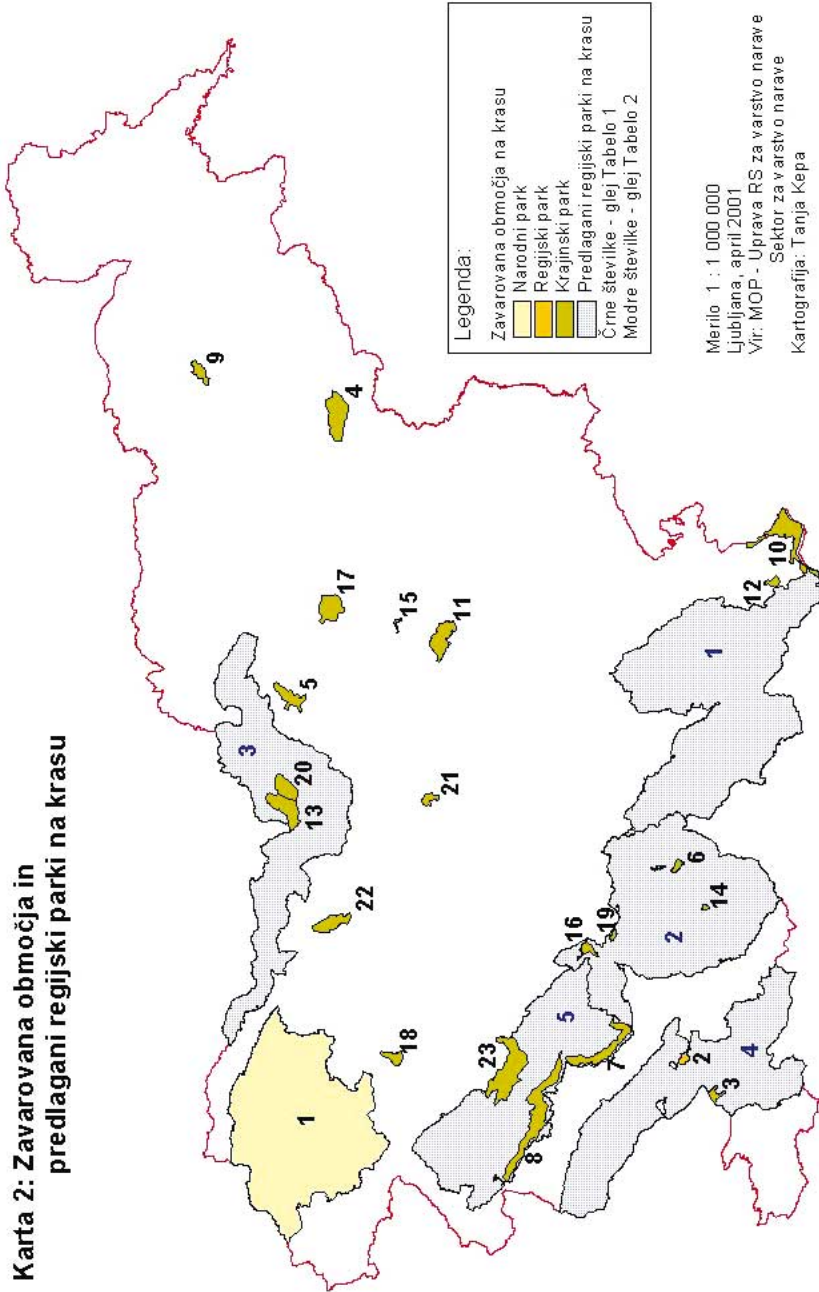 Karta 2: Zavarovana območja in
predlagani regijski parki na krasu
9
4
3
5
20
13
17
15
11
22
21
1
18
23
8
7
5
16
19
2
6
14
1
12
10
2
3
4
Legenda:
Zavarovana območja na krasu
Narodni park
Regijski park
Krajinski park
Predlagani regijski parki na krasu
Črne številke - glej Tabelo 1
Modre številke - glej Tabelo 2
Merilo 1 : 1 000 000
Ljubljana, april 2001
Vir: MOP - Uprava RS za varstvo narave
Sektor za varstvo narave
Kartografija: Tanja Kepa